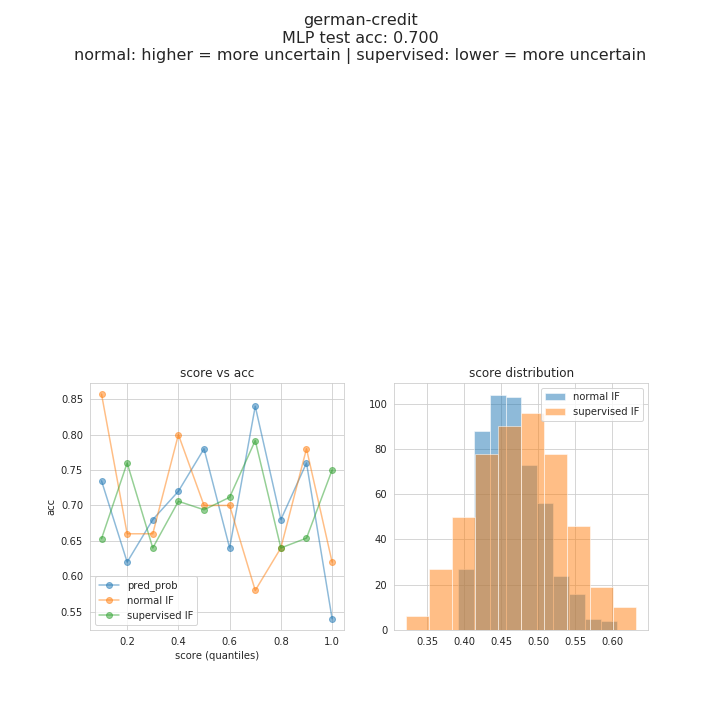 german-credit
MLP test acc: 0.700
normal: higher = more uncertain | supervised: lower = more uncertain
score vs acc
0.85
0.80
0.75
0.70
0.65
0.60
0.55
acc
pred_prob
normal IF
supervised IF
0.2 0.4 0.6 0.8 1.0
score (quantiles)
score distribution
100
80
60
40
20
0
normal IF
supervised IF
0.35 0.40 0.45 0.50 0.55 0.60